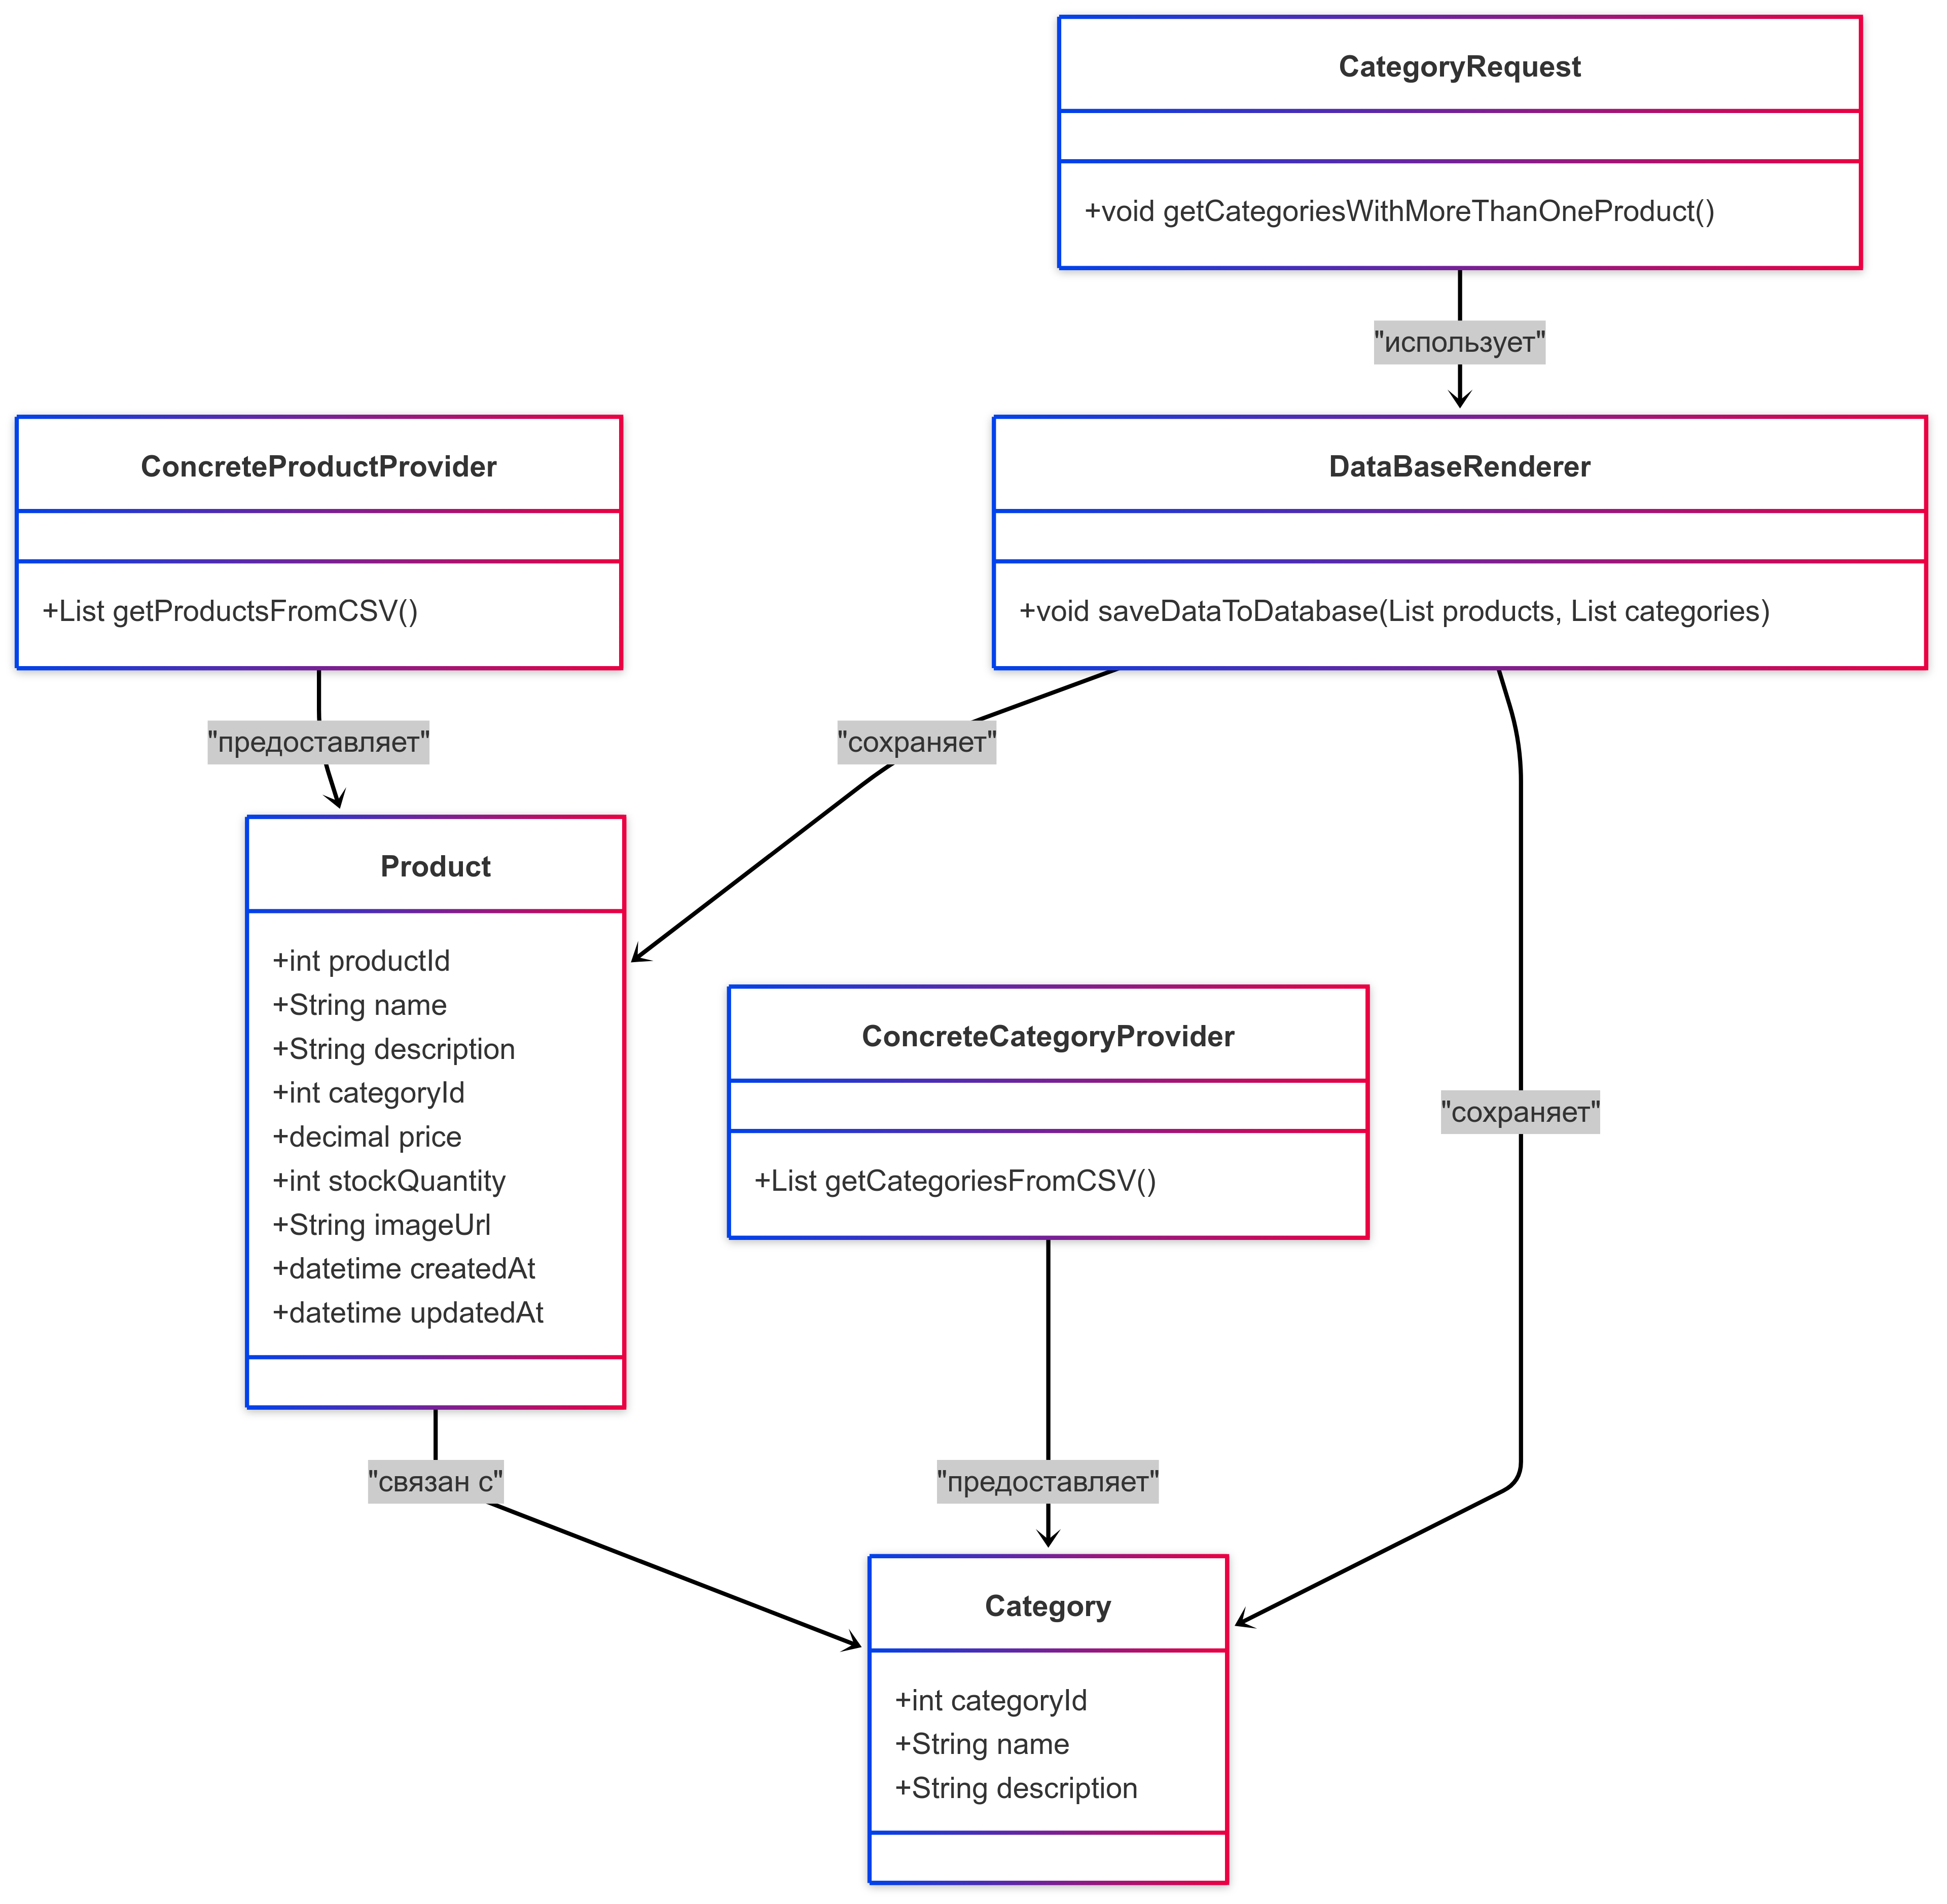 CategoryRequest
+void getCategoriesWithMoreThanOneProduct()
"использует"
ConcreteProductProvider
+List getProductsFromCSV()
DataBaseRenderer
+void saveDataToDatabase(List products, List categories)
"предоставляет"
"сохраняет"
Product
+int productId
+String name
+String description
+int categoryId
+decimal price
+int stockQuantity
+String imageUrl
+datetime createdAt
+datetime updatedAt
ConcreteCategoryProvider
+List getCategoriesFromCSV()
"сохраняет"
"связан с"
"предоставляет"
Category
+int categoryId
+String name
+String description